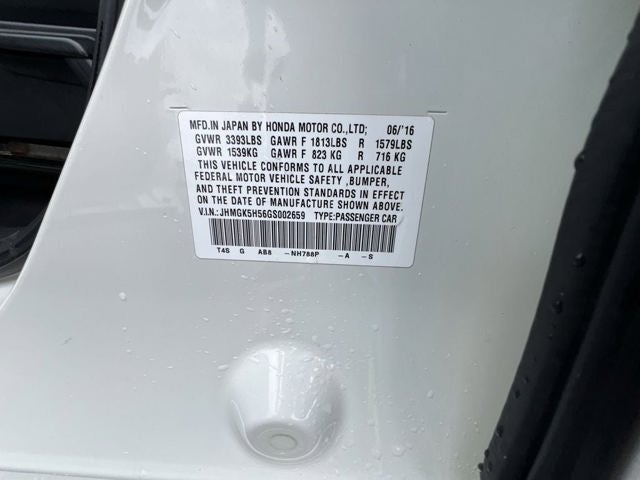 MFD.IN JAPAN BY HONDA MOTOR CO.,LTD; 06/'16
GVWR 3393LBS GAWR F 1813LBS R 1579LBS
GVWR 1539KG GAWR F 823 KG R 716 KG
THIS VEHICLE CONFORMS TO ALL APPLICABLE
FEDERAL MOTOR VEHICLE SAFETY ,BUMPER,
AND THEFT PREVENTION STANDARDS IN EFFECT
ON THE DATE OF MANUFACTURE SHOWN ABOVE.
V.I.N.: JHMGK5H56GS002659 TYPE:PASSENGER CAR
T4S G AB8 -NH788P -A -S